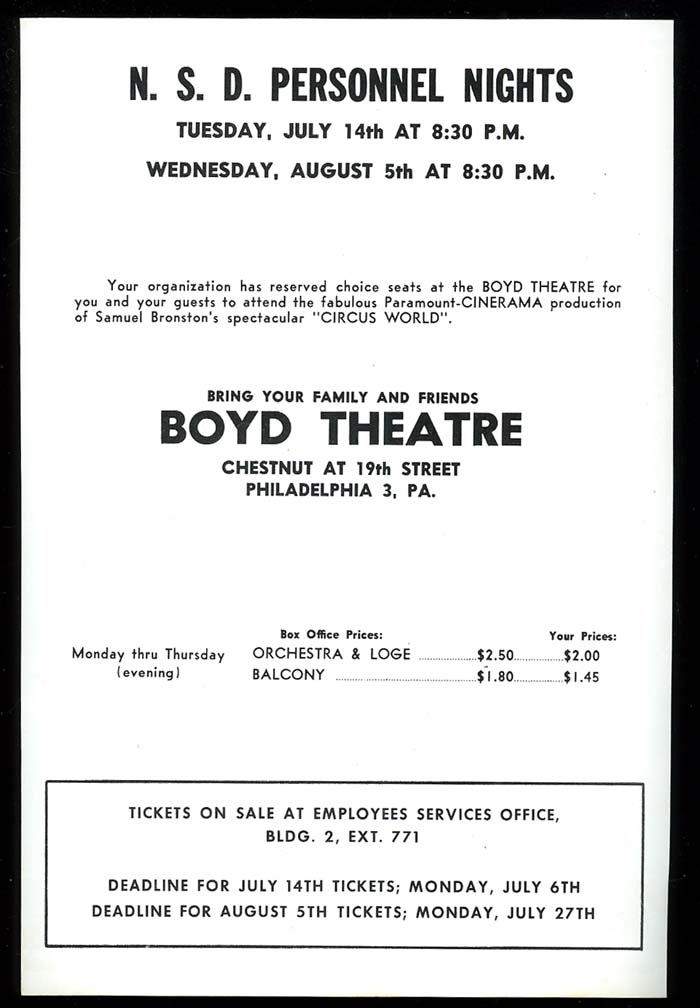 N. S. D. PERSONNEL NIGHTS
TUESDAY, JULY 14th AT 8:30 P.M.
WEDNESDAY, AUGUST 5th AT 8:30 P.M.
Your organization has reserved choice seats at the BOYD THEATRE for
you and your guests to attend the fabulous Paramount-CINERAMA production
of Samuel Bronston's spectacular "CIRCUS WORLD".
BRING YOUR FAMILY AND FRIENDS
BOYD THEATRE
CHESTNUT AT 19th STREET
PHILADELPHIA 3, PA.
Box Office Prices: Your Prices:
Monday thru Thursday ORCHESTRA & LOGE ........ $2.50 ........ $2.00
(evening) BALCONY ........ $1.80 ........ $1.45
TICKETS ON SALE AT EMPLOYEES SERVICES OFFICE,
BLDG. 2, EXT. 771
DEADLINE FOR JULY 14TH TICKETS; MONDAY, JULY 6TH
DEADLINE FOR AUGUST 5TH TICKETS; MONDAY, JULY 27TH